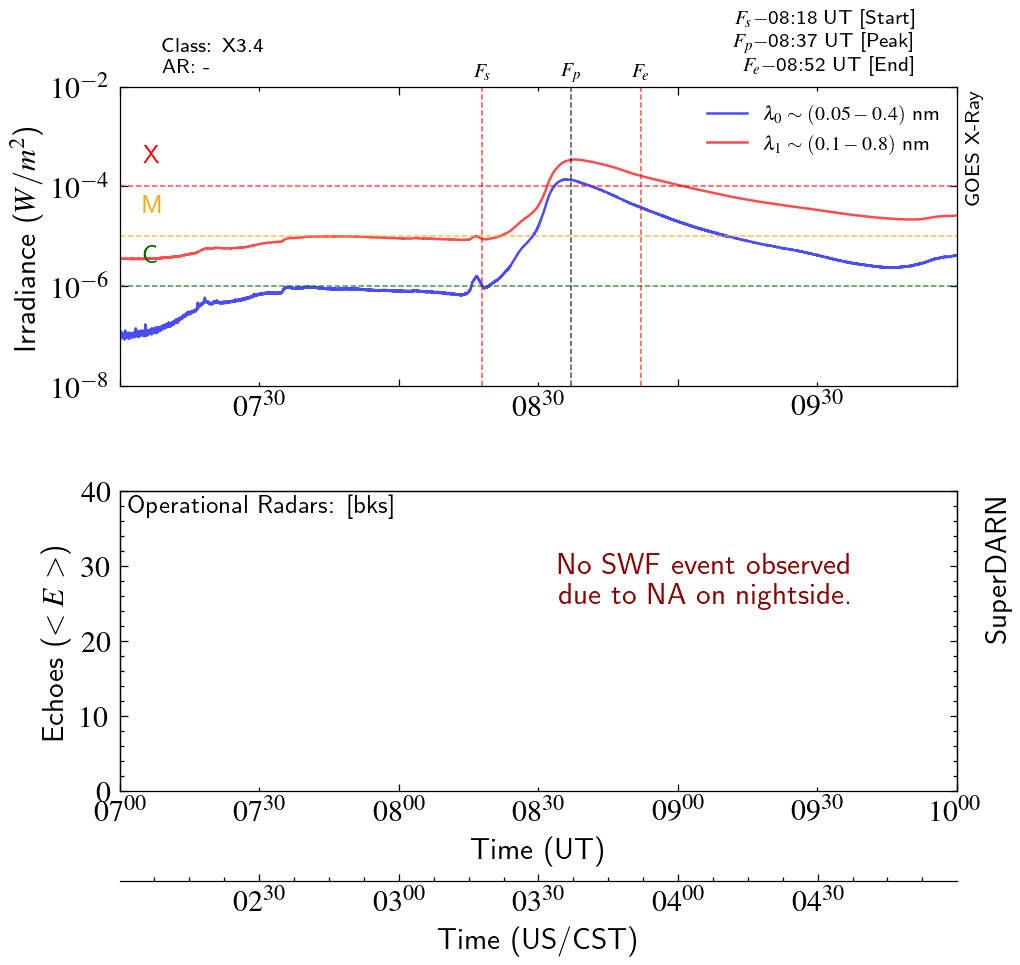 Class: X3.4
AR: -
Fₛ−08:18 UT [Start]
Fₚ−08:37 UT [Peak]
Fₑ−08:52 UT [End]
Fₛ
Fₚ
Fₑ
λ₀ ∼ (0.05 − 0.4) nm
λ₁ ∼ (0.1 − 0.8) nm
GOES X-Ray
Irradiance (W/m²)
10⁻²
10⁻⁴
10⁻⁶
10⁻⁸
X
M
C
07³⁰
08³⁰
09³⁰
Operational Radars: [bks]
No SWF event observed
due to NA on nightside.
SuperDARN
Echoes (< E >)
40
30
20
10
0
07⁰⁰
07³⁰
08⁰⁰
08³⁰
09⁰⁰
09³⁰
10⁰⁰
Time (UT)
02³⁰
03⁰⁰
03³⁰
04⁰⁰
04³⁰
Time (US/CST)